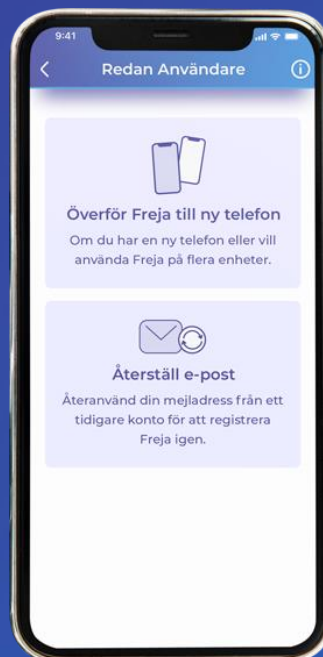 9:41
Redan Användare
Överför Freja till ny telefon
Om du har en ny telefon eller vill
använda Freja på flera enheter.
Återställ e-post
Återanvänd din mejladress från ett
tidigare konto för att registrera
Freja igen.